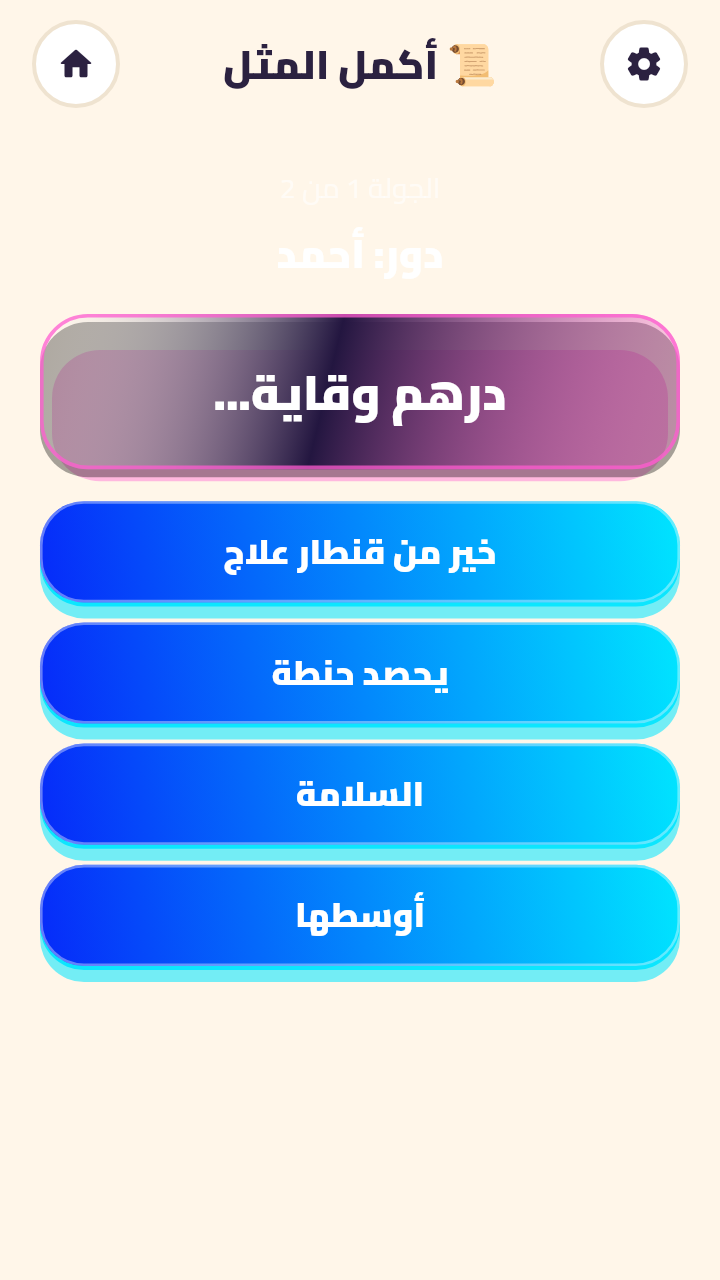 📜 أكمل المثل
الجولة 1 من 2
دور: أحمد
درهم وقاية...
خير من قنطار علاج
يحصد حنطة
السلامة
أوسطها